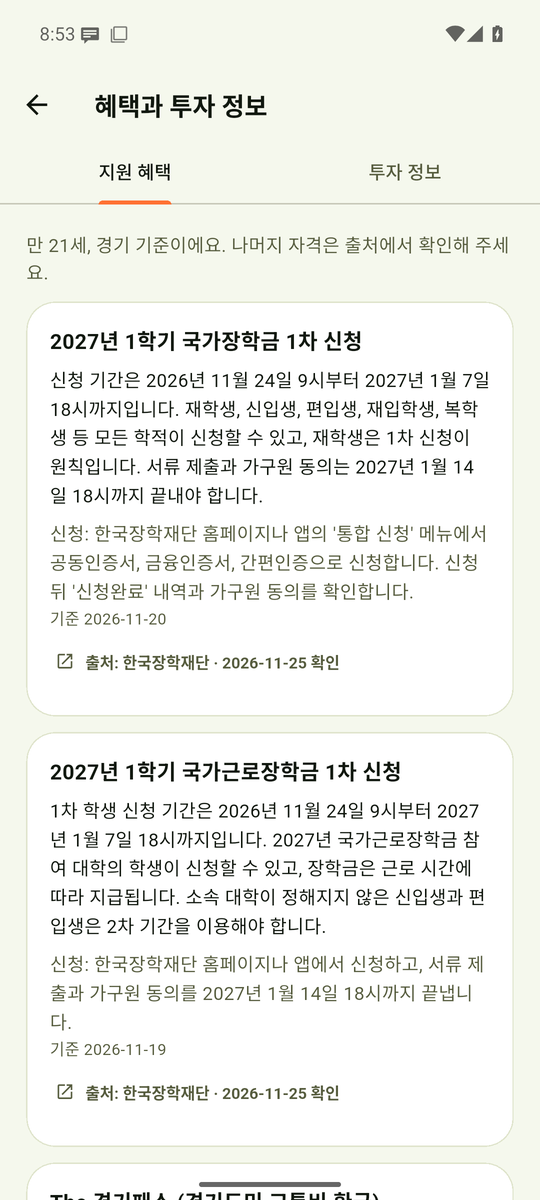 8:53
혜택과 투자 정보
지원 혜택
투자 정보
만 21세, 경기 기준이에요. 나머지 자격은 출처에서 확인해 주세
요.
2027년 1학기 국가장학금 1차 신청
신청 기간은 2026년 11월 24일 9시부터 2027년 1월 7일
18시까지입니다. 재학생, 신입생, 편입생, 재입학생, 복학
생 등 모든 학적이 신청할 수 있고, 재학생은 1차 신청이
원칙입니다. 서류 제출과 가구원 동의는 2027년 1월 14
일 18시까지 끝내야 합니다.
신청: 한국장학재단 홈페이지나 앱의 '통합 신청' 메뉴에서
공동인증서, 금융인증서, 간편인증으로 신청합니다. 신청
뒤 '신청완료' 내역과 가구원 동의를 확인합니다.
기준 2026-11-20
출처: 한국장학재단 · 2026-11-25 확인
2027년 1학기 국가근로장학금 1차 신청
1차 학생 신청 기간은 2026년 11월 24일 9시부터 2027
년 1월 7일 18시까지입니다. 2027년 국가근로장학금 참
여 대학의 학생이 신청할 수 있고, 장학금은 근로 시간에
따라 지급됩니다. 소속 대학이 정해지지 않은 신입생과 편
입생은 2차 기간을 이용해야 합니다.
신청: 한국장학재단 홈페이지나 앱에서 신청하고, 서류 제
출과 가구원 동의를 2027년 1월 14일 18시까지 끝냅니
다.
기준 2026-11-19
출처: 한국장학재단 · 2026-11-25 확인
The 경기패스 (경기도민 교통비 환급)